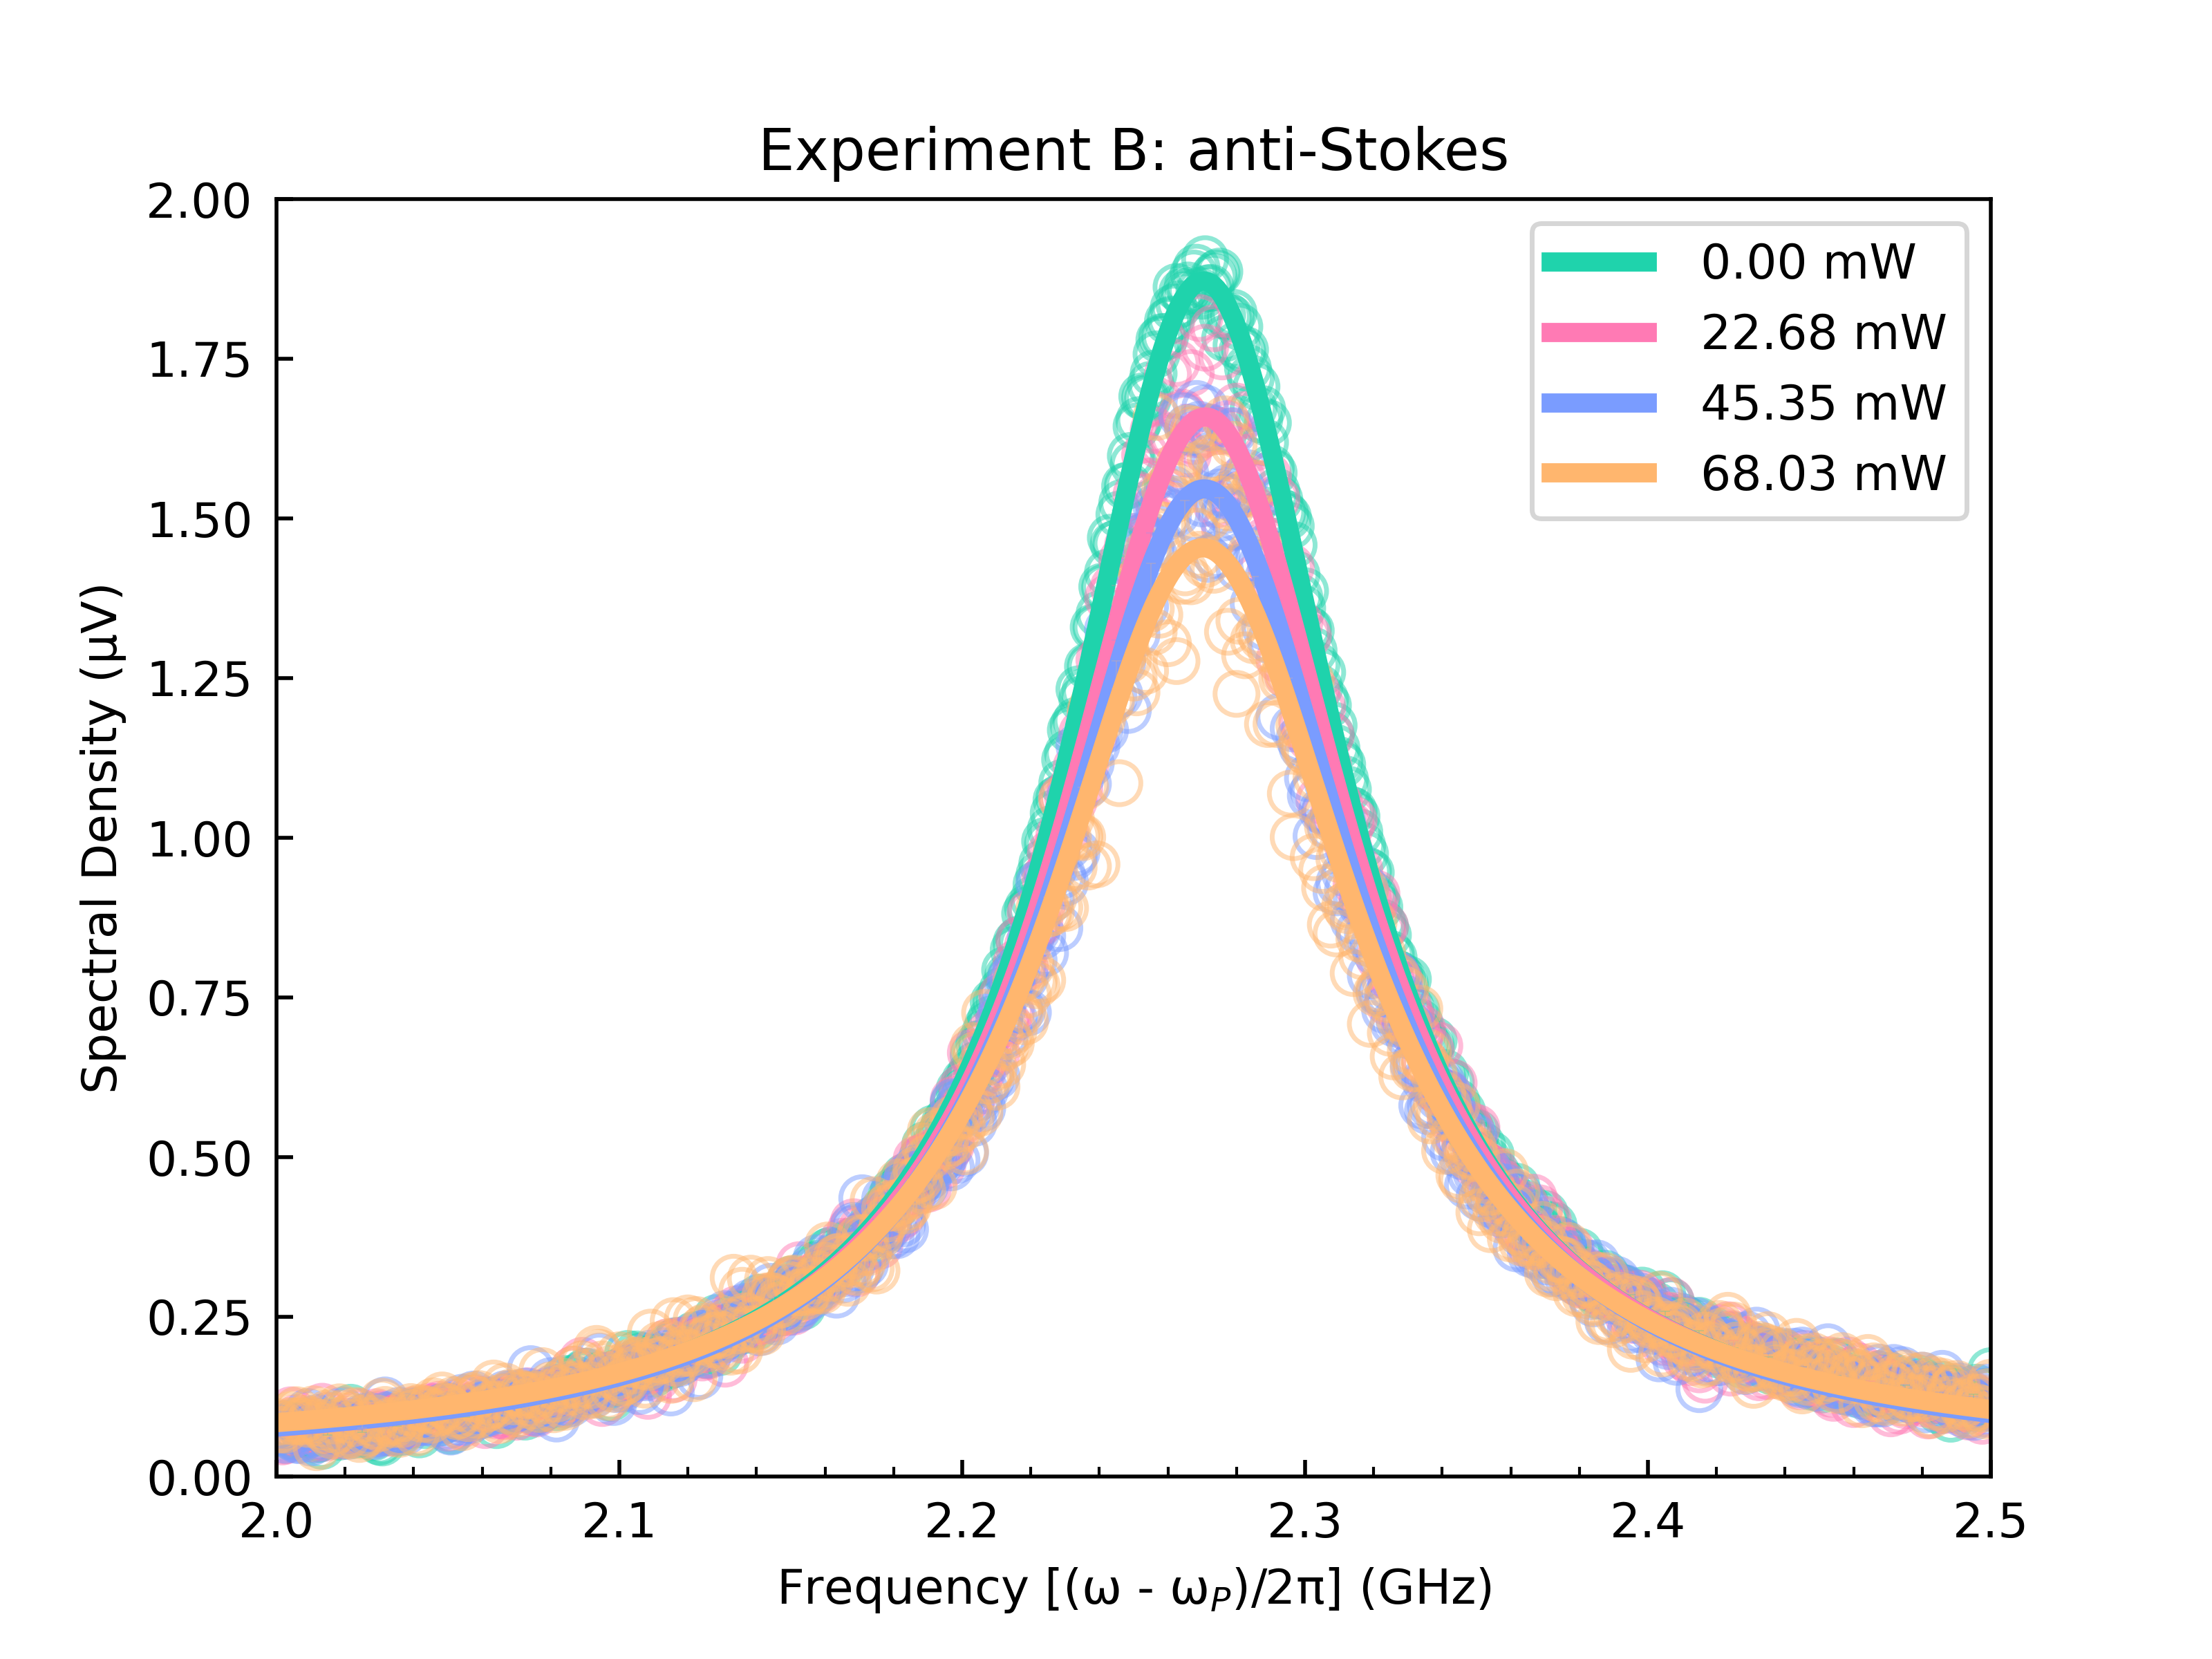 Experiment B: anti-Stokes
2.00
1.75
1.50
1.25
1.00
0.75
0.50
0.25
0.00
Spectral Density (μV)
0.00 mW
22.68 mW
45.35 mW
68.03 mW
2.0 2.1 2.2 2.3 2.4 2.5
Frequency [(ω - ω_P)/2π] (GHz)